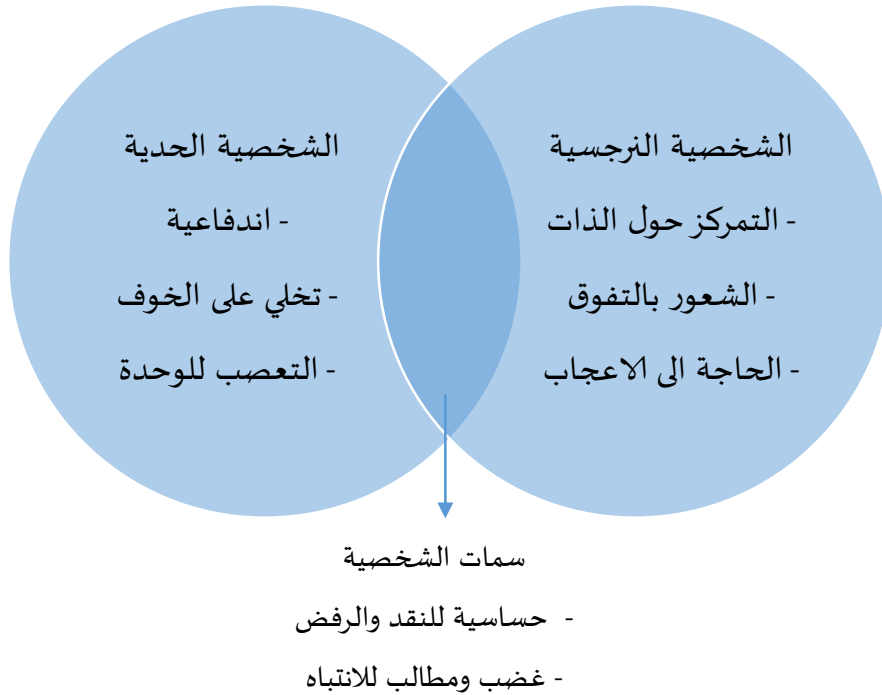 الشخصية النرجسية
- التمركز حول الذات
- الشعور بالتفوق
- الحاجة الى الاعجاب
الشخصية الحدية
- اندفاعية
- تخلي على الخوف
- التعصب للوحدة
سمات الشخصية
- حساسية للنقد والرفض
- غضب ومطالب للانتباه